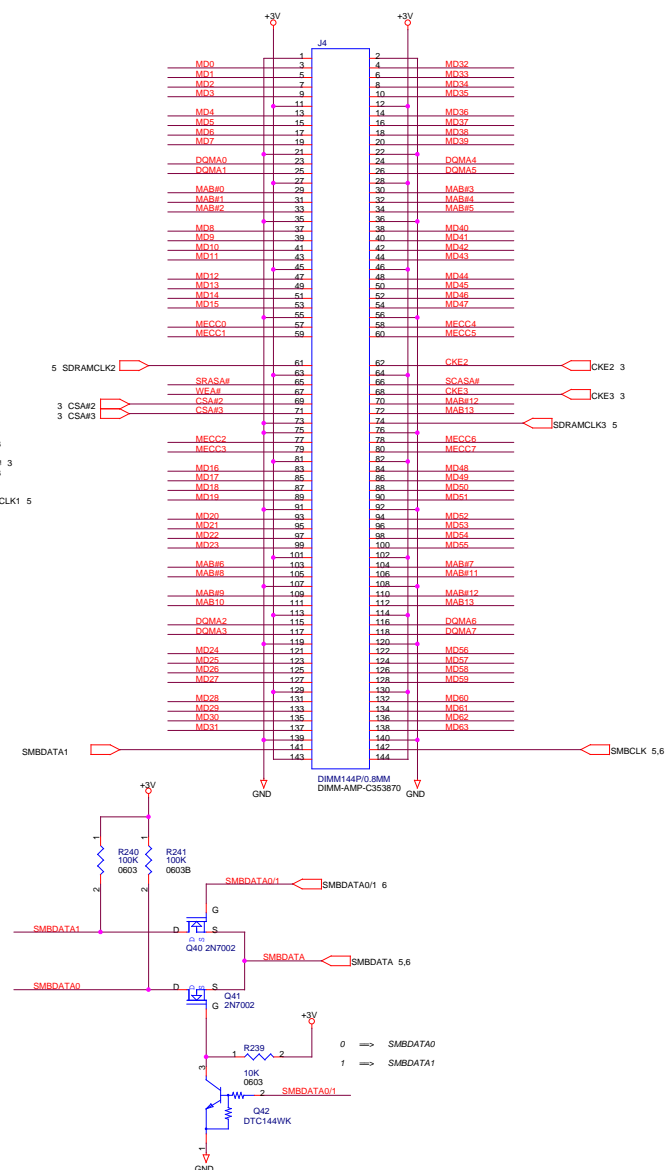 +3V +3V
J4
1 2
MD0 3 4 MD32
MD1 5 6 MD33
MD2 7 8 MD34
MD3 9 10 MD35
11 12
MD4 13 14 MD36
MD5 15 16 MD37
MD6 17 18 MD38
MD7 19 20 MD39
21 22
DQMA0 23 24 DQMA4
DQMA1 25 26 DQMA5
27 28
MAB#0 29 30 MAB#3
MAB#1 31 32 MAB#4
MAB#2 33 34 MAB#5
35 36
MD8 37 38 MD40
MD9 39 40 MD41
MD10 41 42 MD42
MD11 43 44 MD43
45 46
MD12 47 48 MD44
MD13 49 50 MD45
MD14 51 52 MD46
MD15 53 54 MD47
55 56
MECC0 57 58 MECC4
MECC1 59 60 MECC5
5 SDRAMCLK2 61 62 CKE2 CKE2 3
63 64
SRASA# 65 66 SCASA#
WEA# 67 68 CKE3 CKE3 3
3 CSA#2 CSA#2 69 70 MAB#12
3 CSA#3 CSA#3 71 72 MAB13
73 74 SDRAMCLK3 5
75 76
MECC2 77 78 MECC6
MECC3 79 80 MECC7
# 3 81 82
MD16 83 84 MD48
MD17 85 86 MD49
MD18 87 88 MD50
CLK1 5 MD19 89 90 MD51
91 92
MD20 93 94 MD52
MD21 95 96 MD53
MD22 97 98 MD54
MD23 99 100 MD55
101 102
MAB#6 103 104 MAB#7
MAB#8 105 106 MAB#11
107 108
MAB#9 109 110 MAB#12
MAB10 111 112 MAB13
113 114
DQMA2 115 116 DQMA6
DQMA3 117 118 DQMA7
119 120
MD24 121 122 MD56
MD25 123 124 MD57
MD26 125 126 MD58
MD27 127 128 MD59
129 130
MD28 131 132 MD60
MD29 133 134 MD61
MD30 135 136 MD62
MD31 137 138 MD63
139 140
SMBDATA1 141 142 SMBCLK 5,6
143 144
DIMM144P/0.8MM
DIMM-AMP-C353870
GND GND
+3V
1 1
R240 R241
100K 100K
0603 0603B
2 2
SMBDATA0/1 SMBDATA0/1 6
G
SMBDATA1 D S
D S
Q40 2N7002
SMBDATA SMBDATA 5,6
SMBDATA0 D D S S
Q41
2N7002
G
+3V
R239
1 2
10K
0603
0 ==> SMBDATA0
1 ==> SMBDATA1
3
2 SMBDATA0/1
Q42
DTC144WK
1
GND